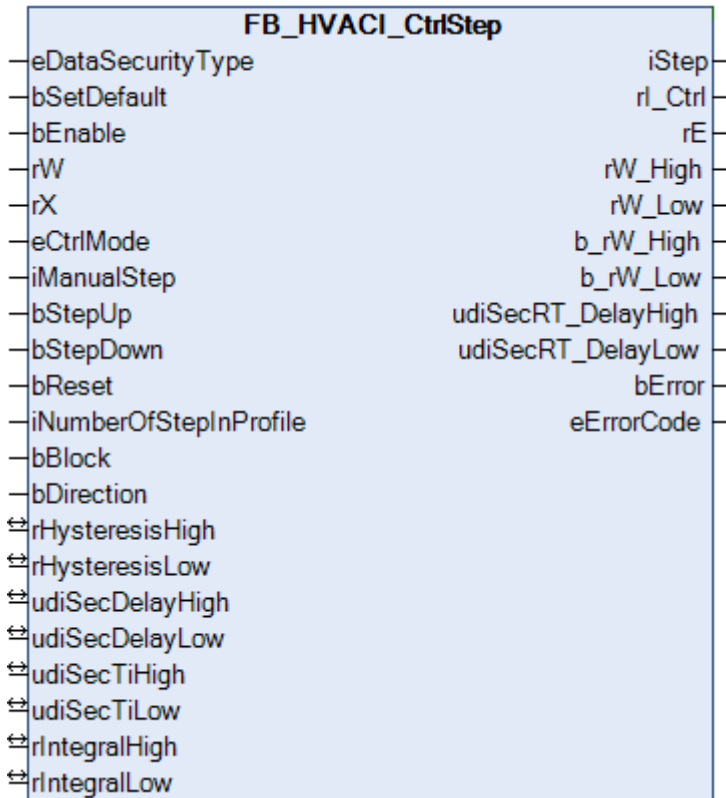 FB_HVACI_CtrlStep
eDataSecurityType iStep
bSetDefault rI_Ctrl
bEnable rE
rW rW_High
rX rW_Low
eCtrlMode b_rW_High
iManualStep b_rW_Low
bStepUp udiSecRT_DelayHigh
bStepDown udiSecRT_DelayLow
bReset bError
iNumberOfStepInProfile eErrorCode
bBlock
bDirection
rHysteresisHigh
rHysteresisLow
udiSecDelayHigh
udiSecDelayLow
udiSecTiHigh
udiSecTiLow
rIntegralHigh
rIntegralLow